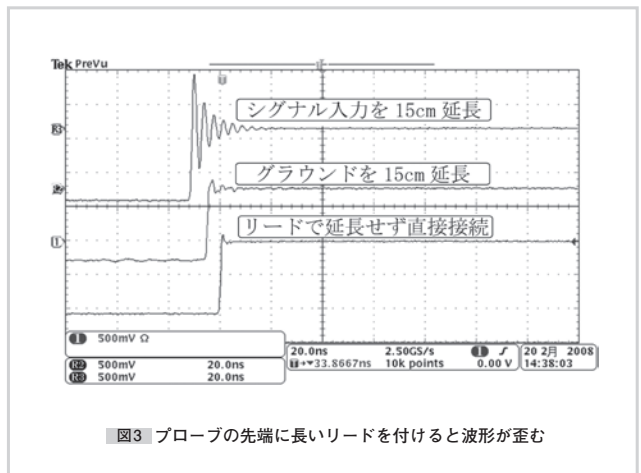 Tek PreVu
シグナル入力を 15cm 延長
グラウンドを 15cm 延長
リードで延長せず直接接続
1 500mV Ω
R2 500mV 20.0ns
R3 500mV 20.0ns
20.0ns 2.50GS/s 1
33.8667ns 10k points 0.00 V
20 2月 2008
14:38:03
図3 プローブの先端に長いリードを付けると波形が歪む